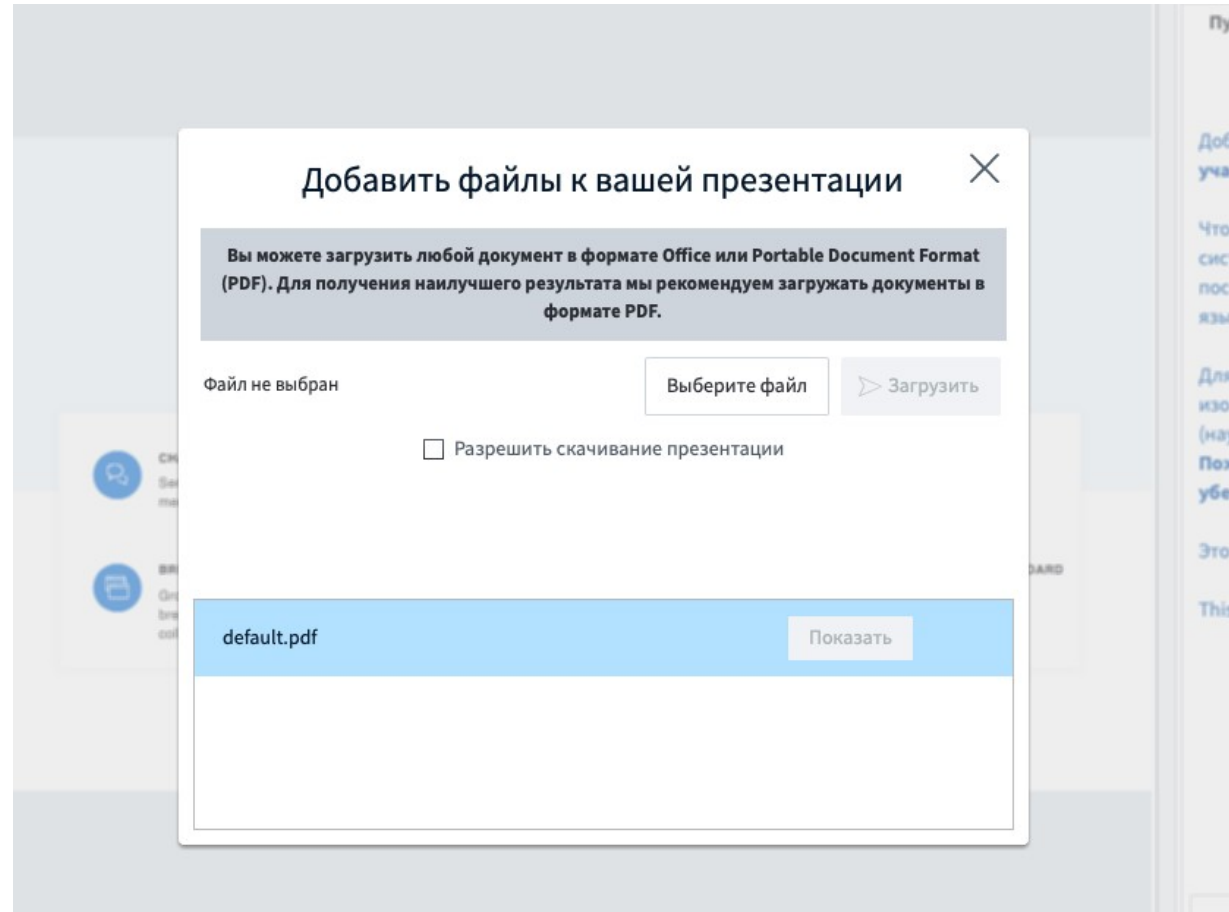 Добавить файлы к вашей презентации
Вы можете загрузить любой документ в формате Office или Portable Document Format
(PDF). Для получения наилучшего результата мы рекомендуем загружать документы в
формате PDF.
Файл не выбран
Выберите файл
Загрузить
Разрешить скачивание презентации
default.pdf
Показать